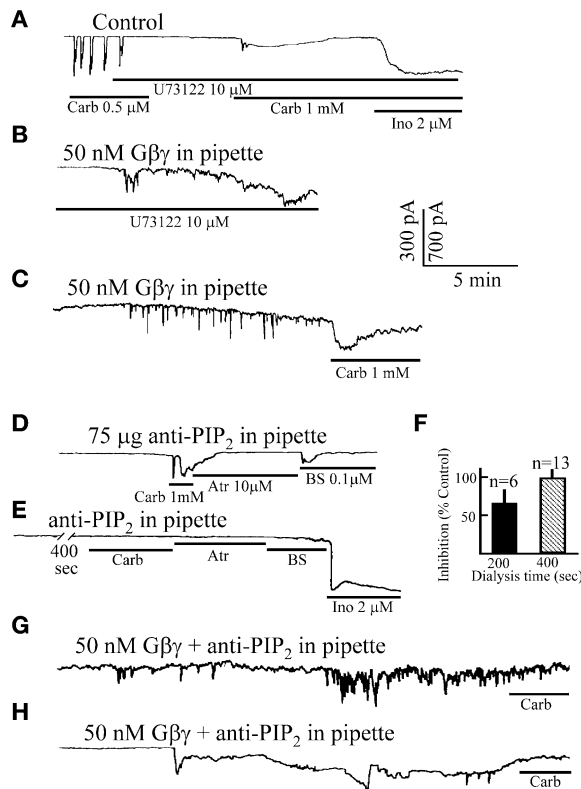 A
Control
U73122 10 μM
Carb 0.5 μM
Carb 1 mM
Ino 2 μM
B
50 nM Gβγ in pipette
U73122 10 μM
300 pA
700 pA
5 min
C
50 nM Gβγ in pipette
Carb 1 mM
D
75 μg anti-PIP2 in pipette
Carb 1mM
Atr 10μM
BS 0.1μM
E
anti-PIP2 in pipette
400
sec
Carb
Atr
BS
Ino 2 μM
F
Inhibition (% Control)
100
50
n=6
n=13
200
400
Dialysis time (sec)
G
50 nM Gβγ + anti-PIP2 in pipette
Carb
H
50 nM Gβγ + anti-PIP2 in pipette
Carb